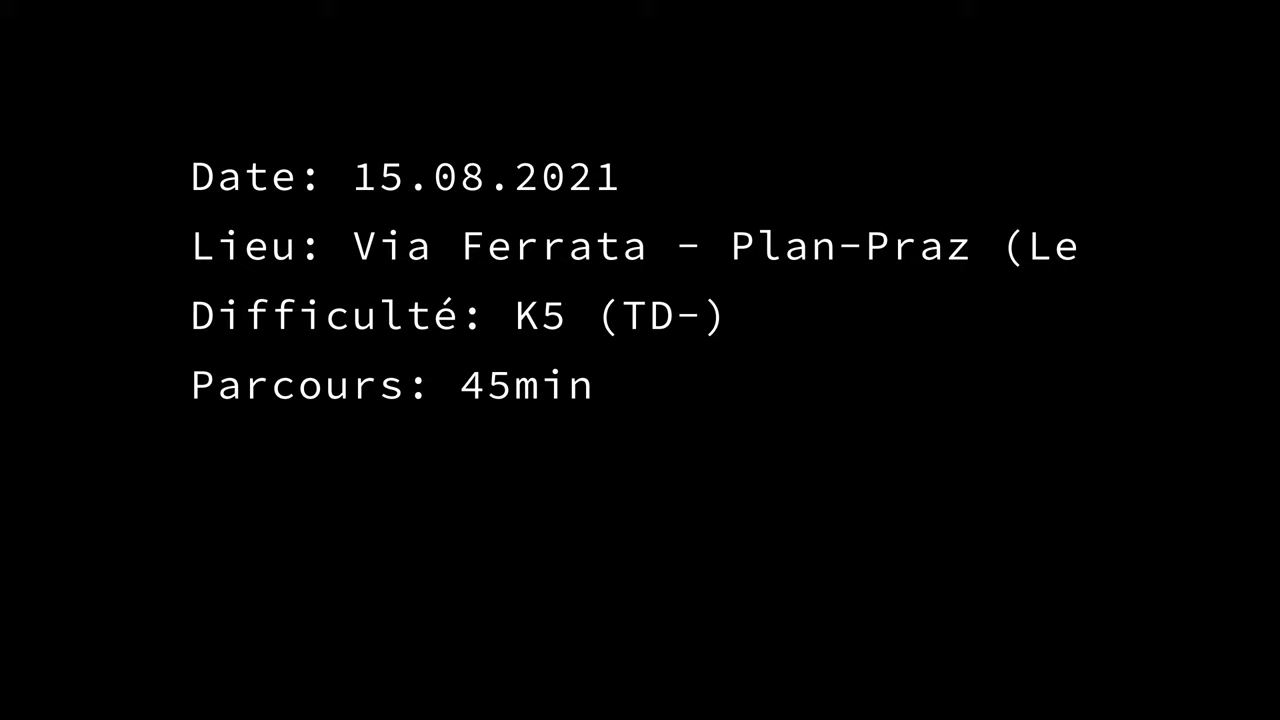 Date: 15.08.2021
Lieu: Via Ferrata - Plan-Praz (Le
Difficulté: K5 (TD-)
Parcours: 45min